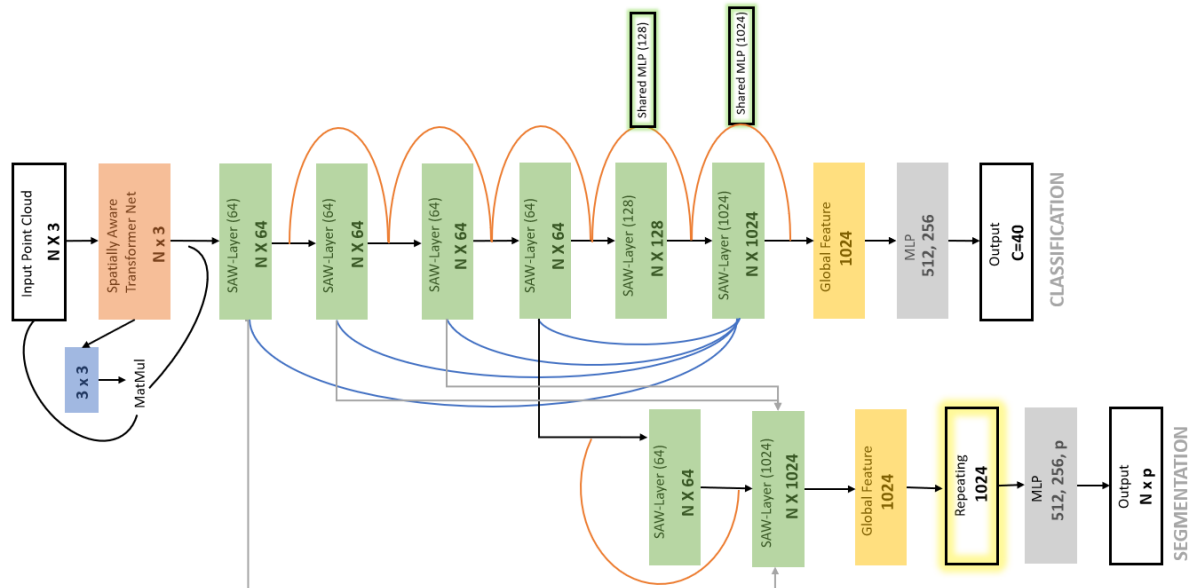 Shared MLP (128)
Shared MLP (1024)
Input Point Cloud
N X 3
Spatially Aware
Transformer Net
N x 3
SAW-Layer (64)
N X 64
SAW-Layer (64)
N X 64
SAW-Layer (64)
N X 64
SAW-Layer (64)
N X 64
SAW-Layer (128)
N X 128
SAW-Layer (1024)
N X 1024
Global Feature
1024
MLP
512, 256
Output
C=40
CLASSIFICATION
3 x 3
MatMul
SAW-Layer (64)
N X 64
SAW-Layer (1024)
N X 1024
Global Feature
1024
Repeating
1024
MLP
512, 256, p
Output
N x p
SEGMENTATION